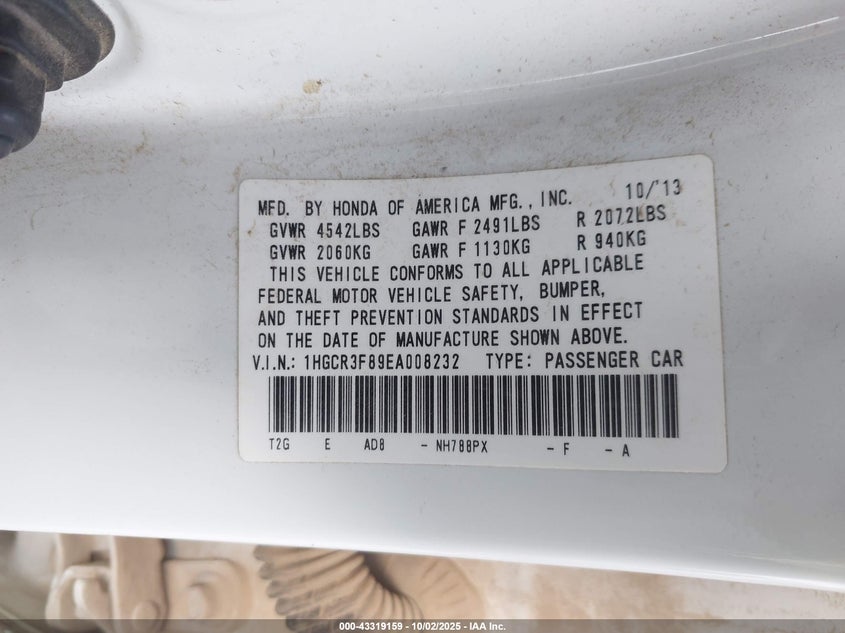 MFD. BY HONDA OF AMERICA MFG., INC. 10/'13
GVWR 4542LBS GAWR F 2491LBS R 2072LBS
GVWR 2060KG GAWR F 1130KG R 940KG
THIS VEHICLE CONFORMS TO ALL APPLICABLE
FEDERAL MOTOR VEHICLE SAFETY, BUMPER,
AND THEFT PREVENTION STANDARDS IN EFFECT
ON THE DATE OF MANUFACTURE SHOWN ABOVE.
V.I.N.: 1HGCR3F89EA008232 TYPE: PASSENGER CAR
T2G E AD8 - NH788PX - F - A
000-43319159 - 10/02/2025 - IAA Inc.